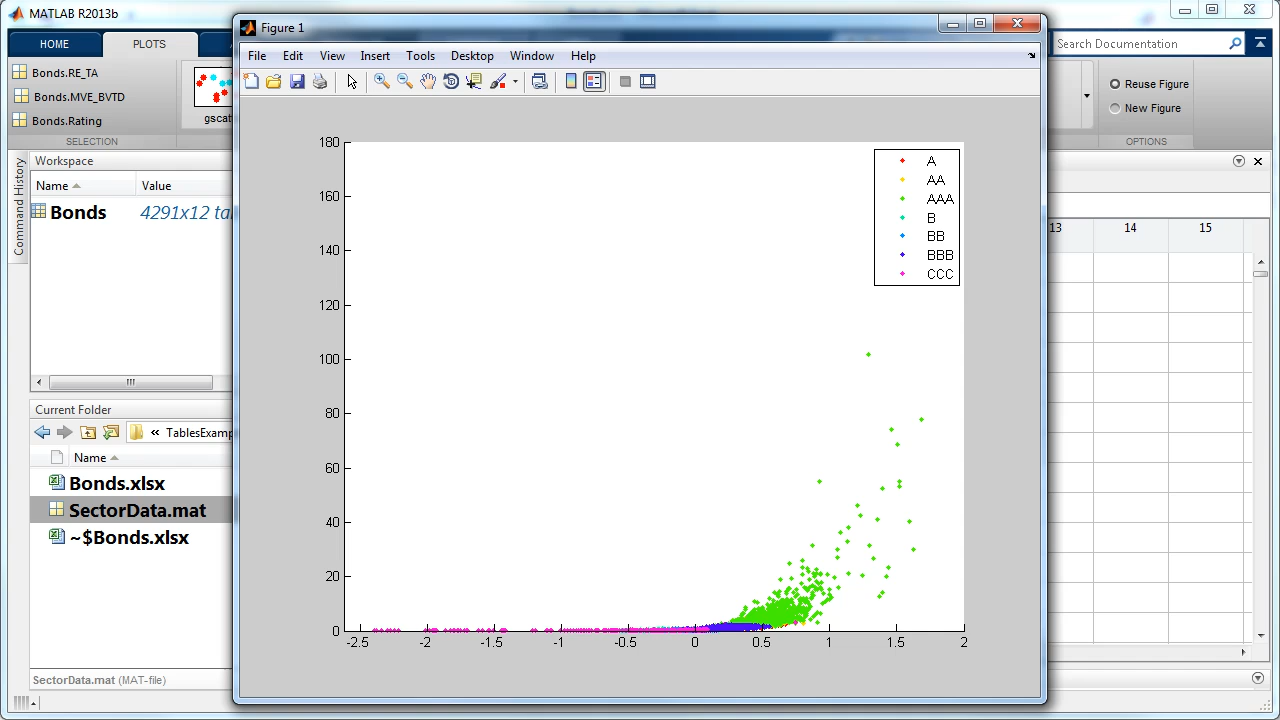 MATLAB R2013b
HOME
PLOTS
Search Documentation
Bonds.RE_TA
Bonds.MVE_BVTD
Bonds.Rating
SELECTION
gscat
Reuse Figure
New Figure
OPTIONS
Figure 1
File Edit View Insert Tools Desktop Window Help
Command History
Workspace
Name Value
Bonds 4291x12 ta
Current Folder
« TablesExamp
Name
Bonds.xlsx
SectorData.mat
~$Bonds.xlsx
SectorData.mat (MAT-file)
180
160
140
120
100
80
60
40
20
0
-2.5 -2 -1.5 -1 -0.5 0 0.5 1 1.5 2
A
AA
AAA
B
BB
BBB
CCC
13 14 15